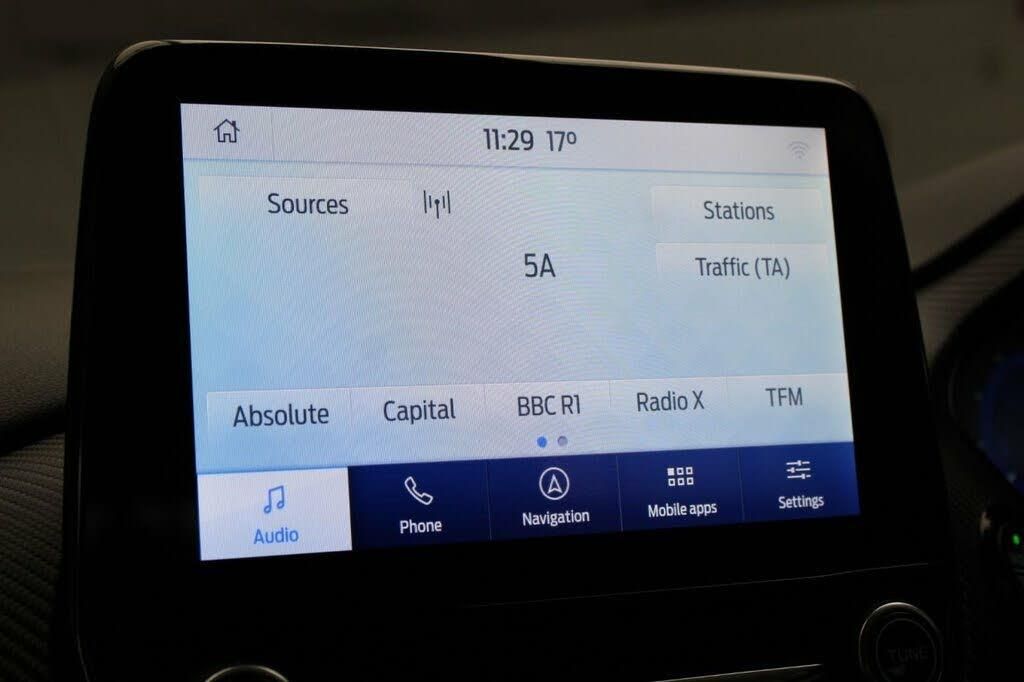 11:29 17°
Sources
Stations
5A
Traffic (TA)
Absolute Capital BBC R1 Radio X TFM
Audio Phone Navigation Mobile apps Settings
TUNE